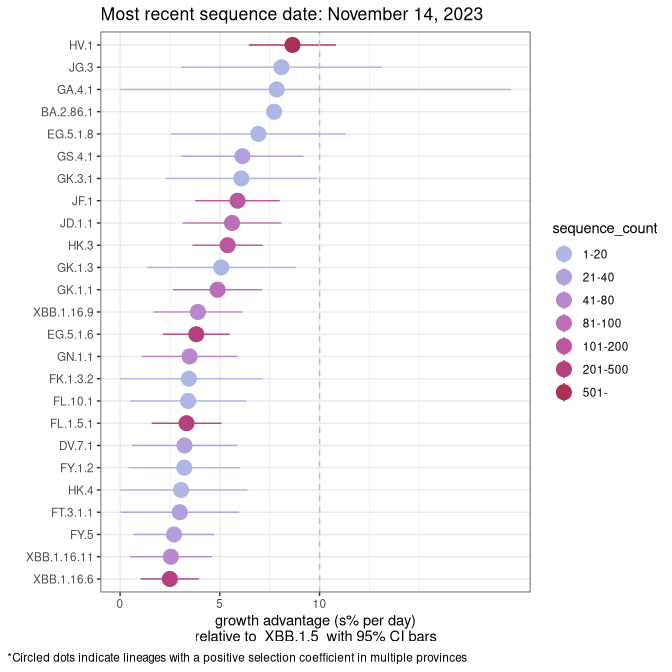 Most recent sequence date: November 14, 2023
HV.1
JG.3
GA.4.1
BA.2.86.1
EG.5.1.8
GS.4.1
GK.3.1
JF.1
JD.1.1
HK.3
GK.1.3
GK.1.1
XBB.1.16.9
EG.5.1.6
GN.1.1
FK.1.3.2
FL.10.1
FL.1.5.1
DV.7.1
FY.1.2
HK.4
FT.3.1.1
FY.5
XBB.1.16.11
XBB.1.16.6
0 5 10
growth advantage (s% per day)
relative to XBB.1.5 with 95% CI bars
sequence_count
1-20
21-40
41-80
81-100
101-200
201-500
501-
*Circled dots indicate lineages with a positive selection coefficient in multiple provinces